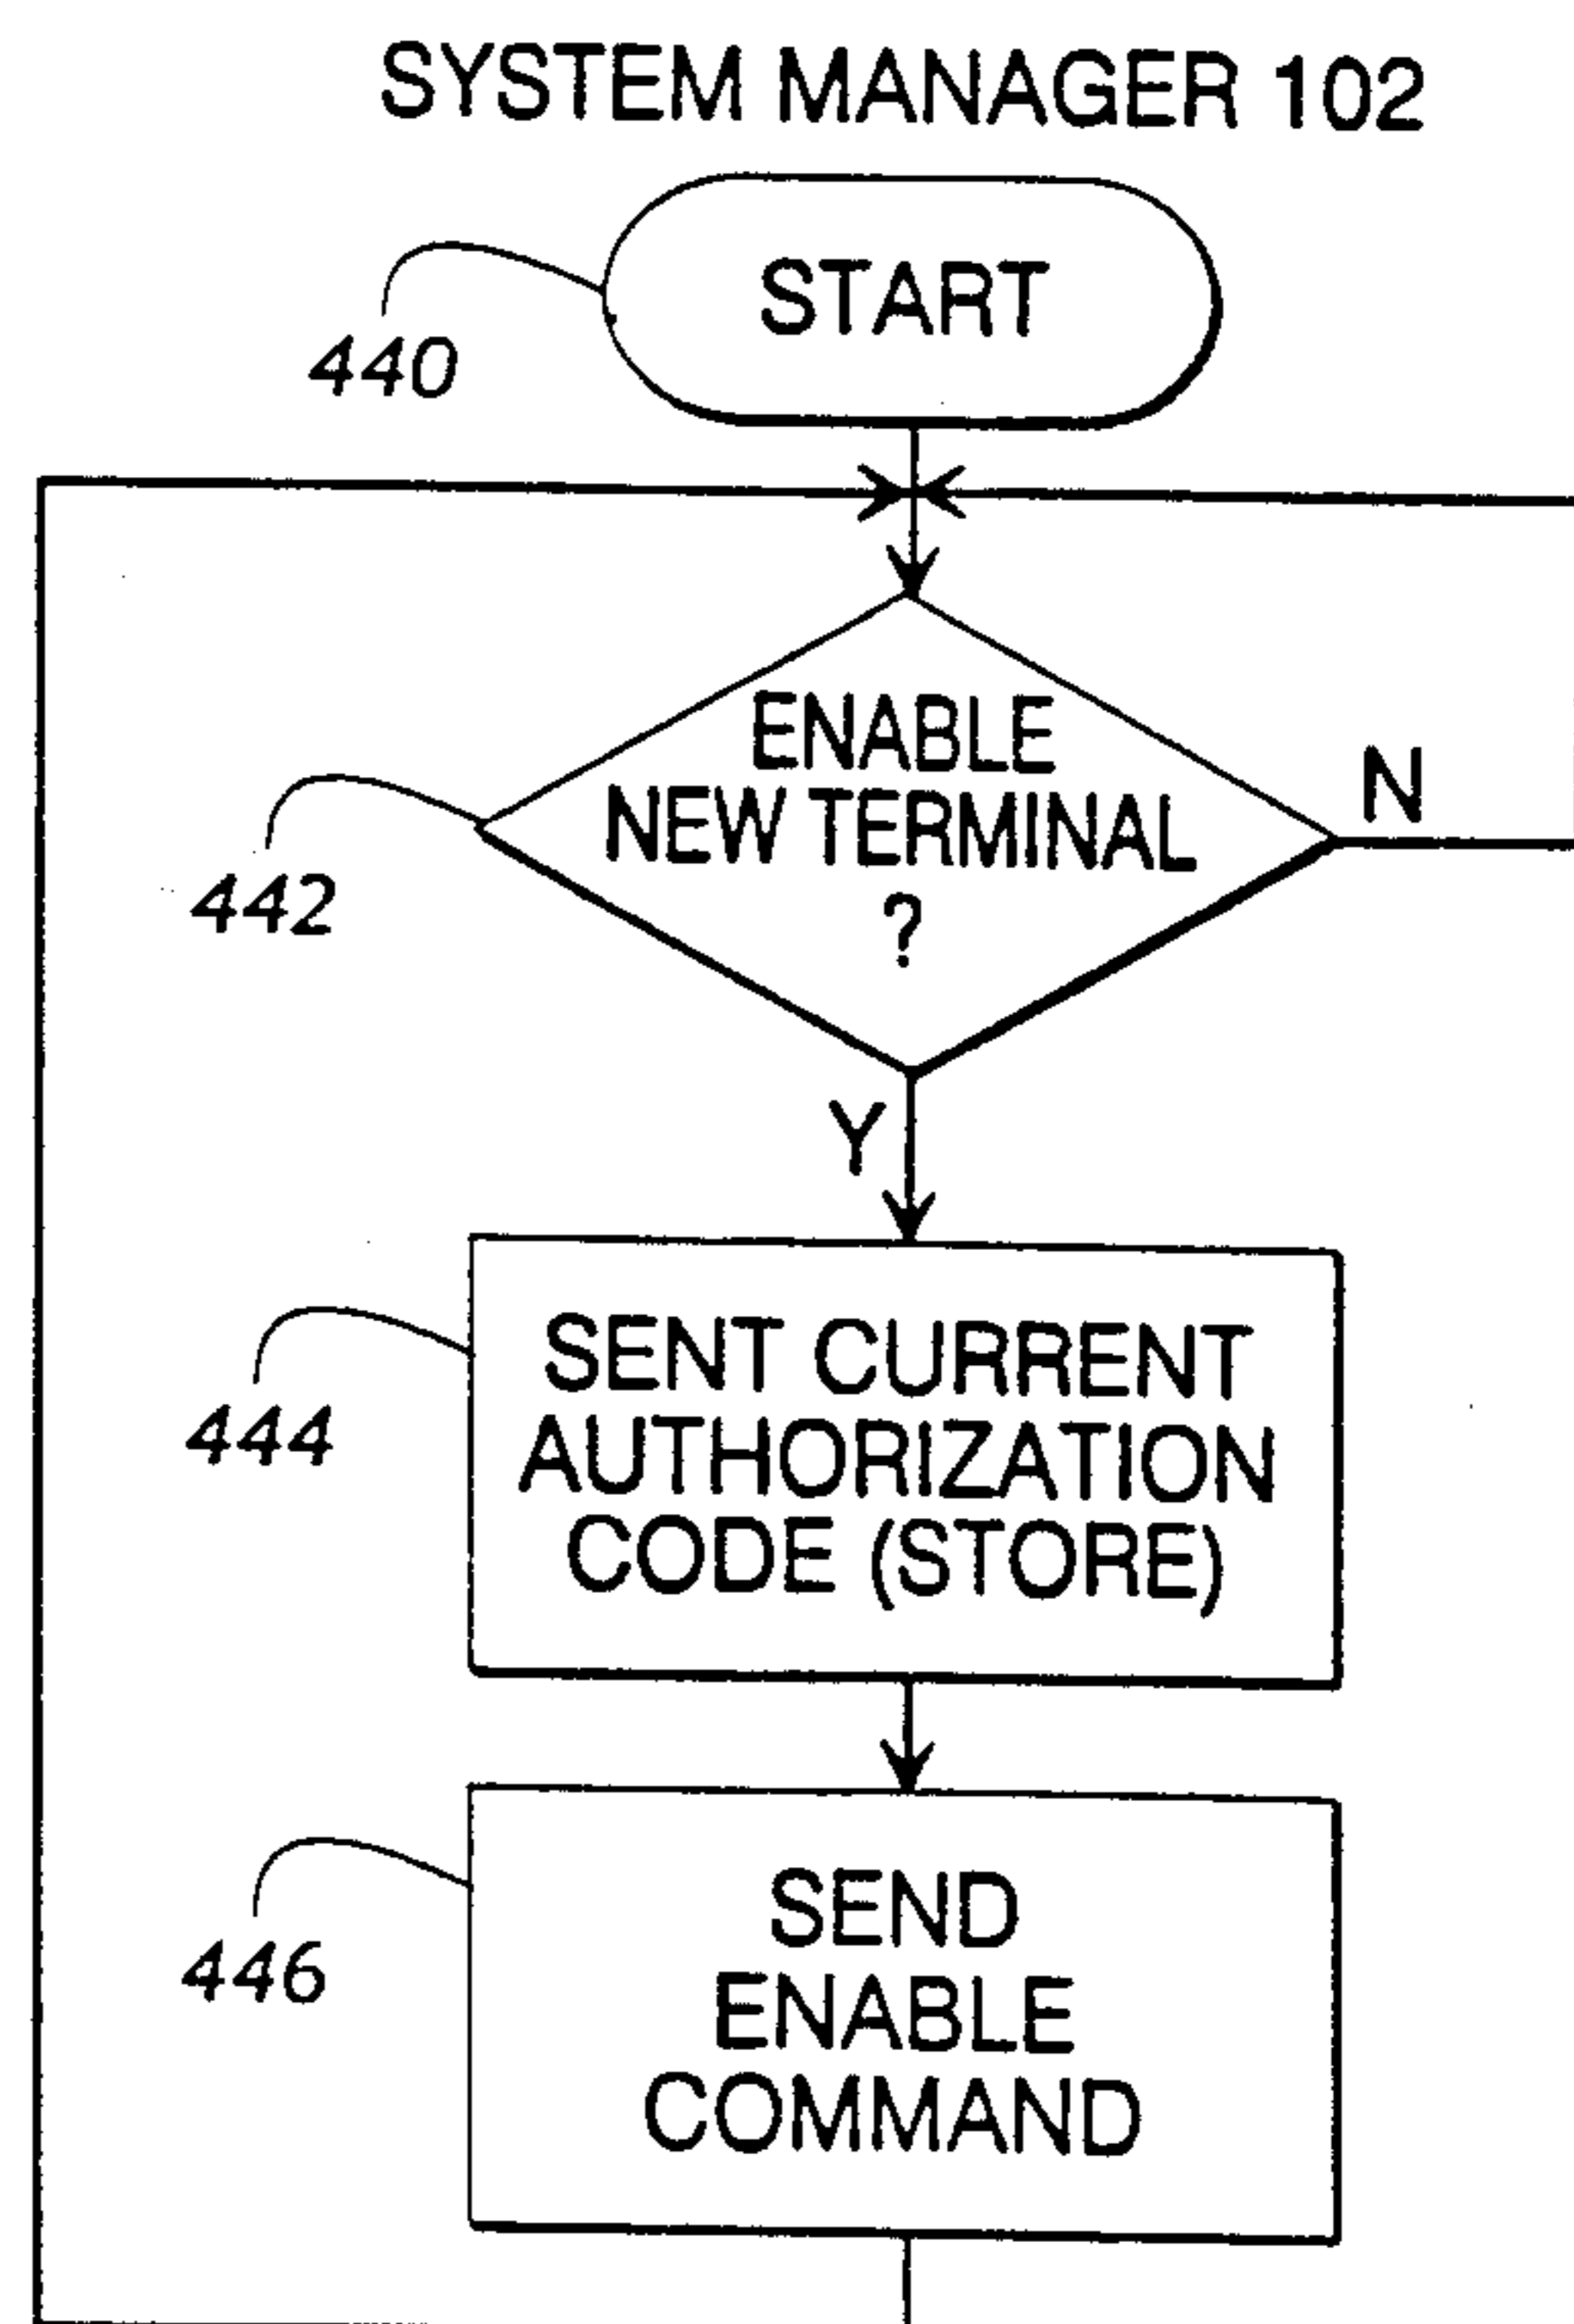 SYSTEM MANAGER 102
START
440
ENABLE
NEW TERMINAL
?
N
442
Y
SENT CURRENT
AUTHORIZATION
CODE (STORE)
444
SEND
ENABLE
COMMAND
446